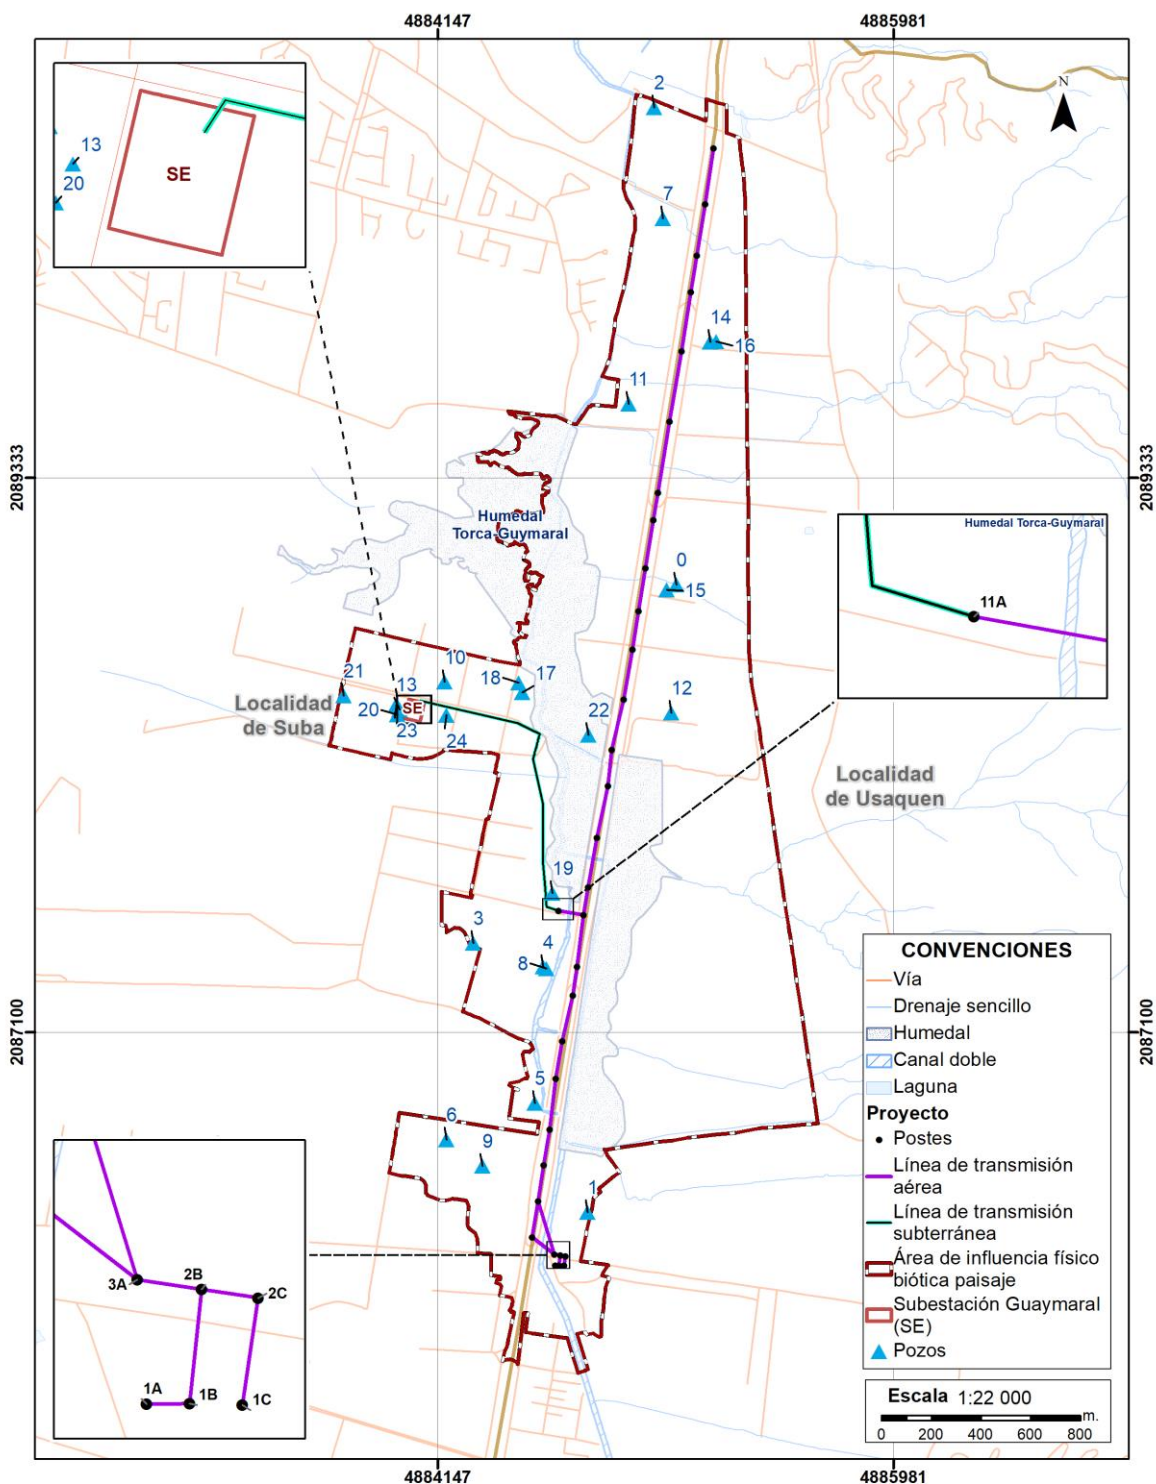 4884147
4885981
N
2
13
20
SE
7
14
16
11
2089333
2089333
Humedal
Torca-Guymaral
Humedal Torca-Guymaral
11A
0
15
10
18
17
21
13
SE
20
23
24
12
22
Localidad
de Suba
Localidad
de Usaquen
19
3
4
8
2087100
2087100
5
6
9
1
3A
2B
2C
1A
1B
1C
CONVENCIONES
Vía
Drenaje sencillo
Humedal
Canal doble
Laguna
Proyecto
Postes
Línea de transmisión
aérea
Línea de transmisión
subterránea
Área de influencia físico
biótica paisaje
Subestación Guaymaral
(SE)
Pozos
Escala 1:22 000
m.
0 200 400 600 800
4884147
4885981